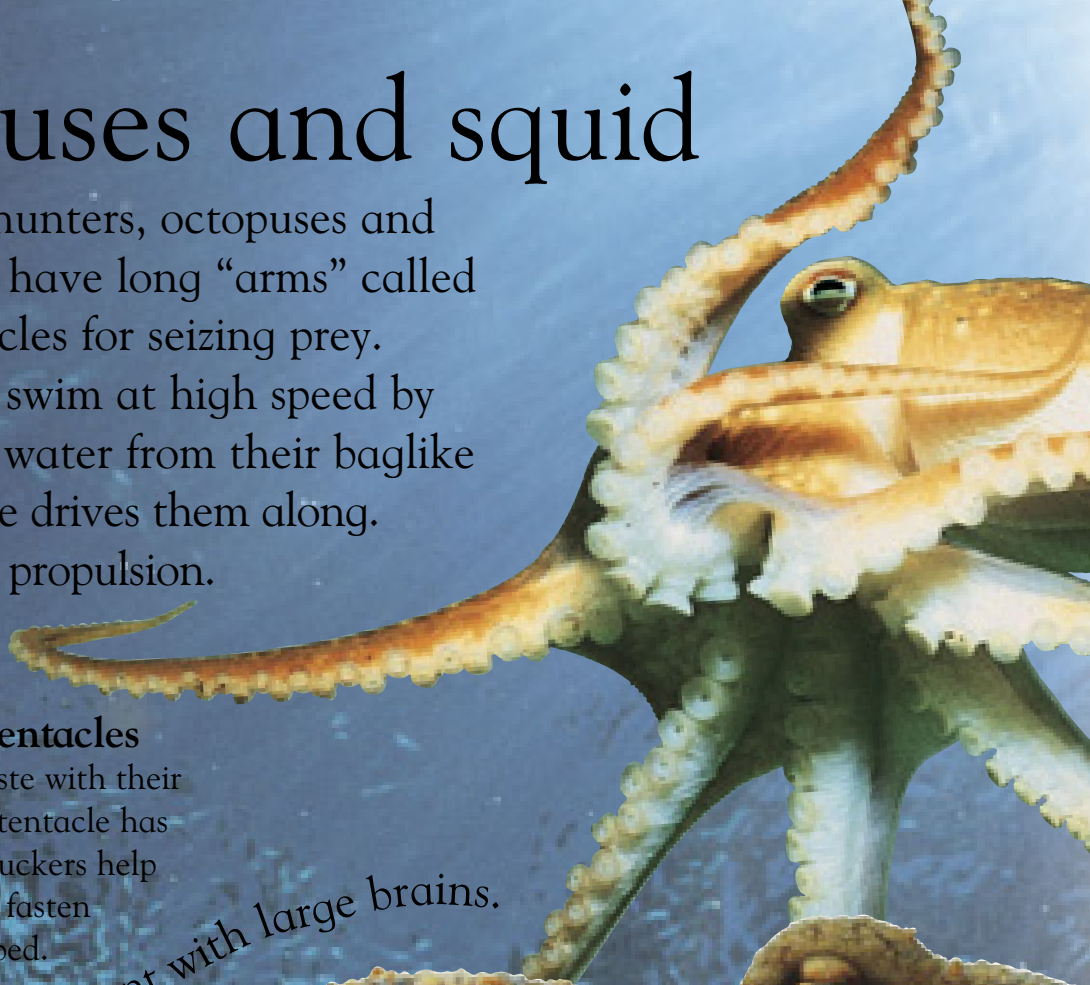 uses and squid
hunters, octopuses and
have long “arms” called
cles for seizing prey.
swim at high speed by
water from their baglike
e drives them along.
propulsion.
entacles
ste with their
tentacle has
uckers help
fasten
ped.
nt with large brains.